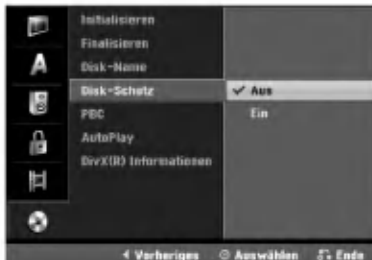 Initialisieren
Finalisieren
A
Disk-Name
Disk-Schutz
✓ Aus
PBC
Ein
AutoPlay
DivX(R) Informationen
Vorheriges Auswählen Ende